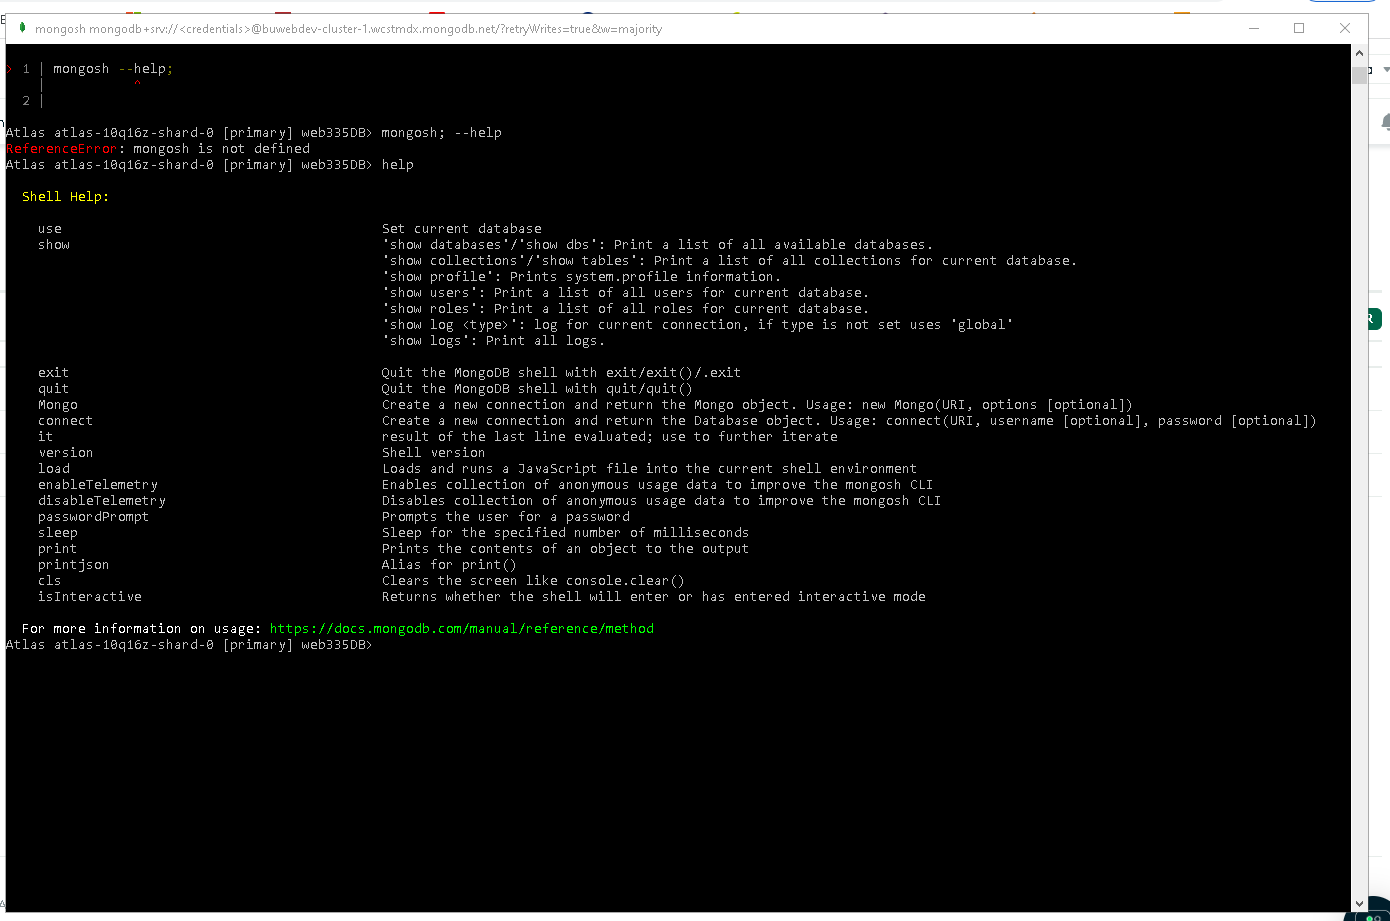 mongosh mongodb+srv://<credentials>@buwebdev-cluster-1.wcstmdx.mongodb.net/?retryWrites=true&w=majority
> 1 | mongosh --help;
| ^
2 |
Atlas atlas-10q16z-shard-0 [primary] web335DB> mongosh; --help
ReferenceError: mongosh is not defined
Atlas atlas-10q16z-shard-0 [primary] web335DB> help
Shell Help:
use Set current database
show 'show databases'/'show dbs': Print a list of all available databases.
'show collections'/'show tables': Print a list of all collections for current database.
'show profile': Prints system.profile information.
'show users': Print a list of all users for current database.
'show roles': Print a list of all roles for current database.
'show log <type>': log for current connection, if type is not set uses 'global'
'show logs': Print all logs.
exit Quit the MongoDB shell with exit/exit()/.exit
quit Quit the MongoDB shell with quit/quit()
Mongo Create a new connection and return the Mongo object. Usage: new Mongo(URI, options [optional])
connect Create a new connection and return the Database object. Usage: connect(URI, username [optional], password [optional])
it result of the last line evaluated; use to further iterate
version Shell version
load Loads and runs a JavaScript file into the current shell environment
enableTelemetry Enables collection of anonymous usage data to improve the mongosh CLI
disableTelemetry Disables collection of anonymous usage data to improve the mongosh CLI
passwordPrompt Prompts the user for a password
sleep Sleep for the specified number of milliseconds
print Prints the contents of an object to the output
printjson Alias for print()
cls Clears the screen like console.clear()
isInteractive Returns whether the shell will enter or has entered interactive mode
For more information on usage: https://docs.mongodb.com/manual/reference/method
Atlas atlas-10q16z-shard-0 [primary] web335DB>